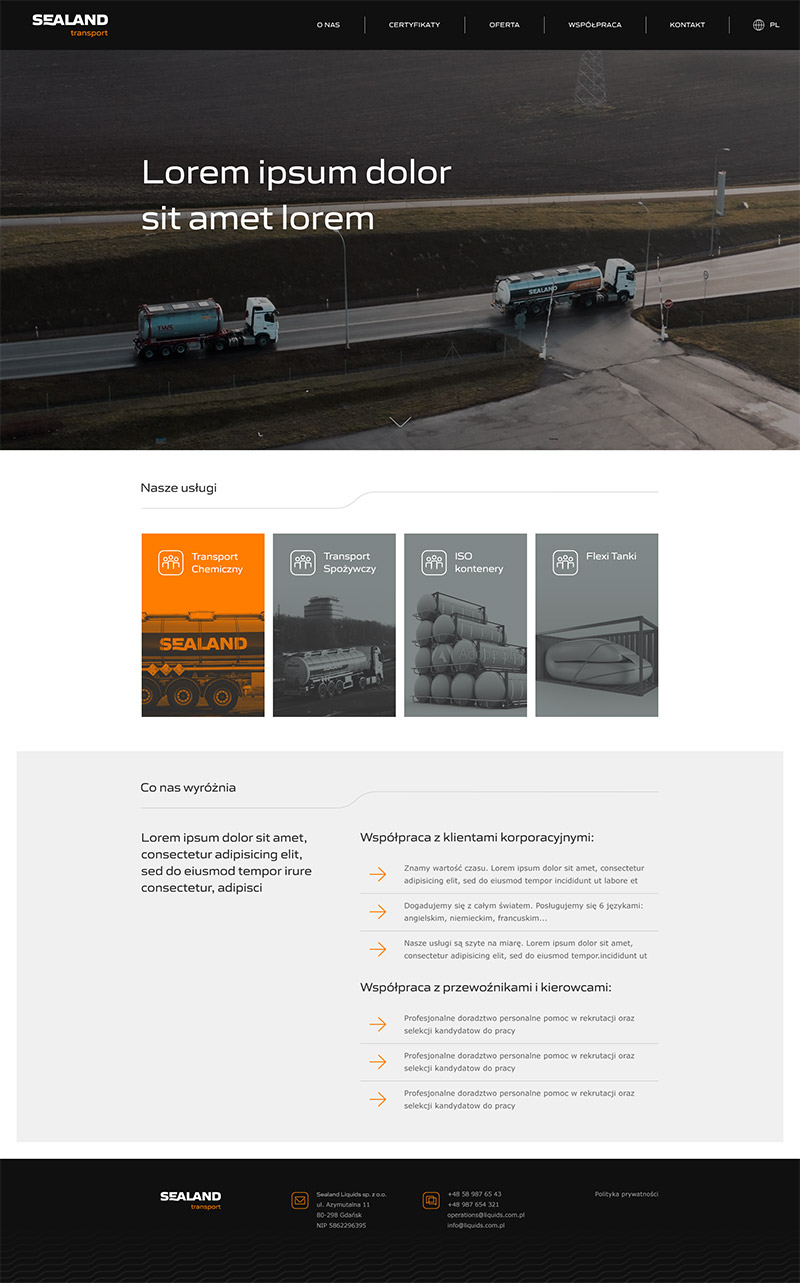 SEALAND
transport
O NAS
CERTYFIKATY
OFERTA
WSPÓŁPRACA
KONTAKT
PL
Lorem ipsum dolor
sit amet lorem
SEALAND
Nasze usługi
Transport
Chemiczny
Transport
Spożywczy
ISO
kontenery
Flexi Tanki
SEALAND
SEALAND
Co nas wyróżnia
Lorem ipsum dolor sit amet,
consectetur adipisicing elit,
sed do eiusmod tempor irure
consectetur, adipisci
Współpraca z klientami korporacyjnymi:
Znamy wartość czasu. Lorem ipsum dolor sit amet, consectetur
adipisicing elit, sed do eiusmod tempor incididunt ut labore et
Dogadujemy się z całym światem. Posługujemy się 6 językami:
angielskim, niemieckim, francuskim...
Nasze usługi są szyte na miarę. Lorem ipsum dolor sit amet,
consectetur adipisicing elit, sed do eiusmod tempor.incididunt ut
Współpraca z przewoźnikami i kierowcami:
Profesjonalne doradztwo personalne pomoc w rekrutacji oraz
selekcji kandydatow do pracy
Profesjonalne doradztwo personalne pomoc w rekrutacji oraz
selekcji kandydatow do pracy
Profesjonalne doradztwo personalne pomoc w rekrutacji oraz
selekcji kandydatow do pracy
SEALAND
transport
Sealand Liquids sp. z o.o.
ul. Azymutalna 11
80-298 Gdańsk
NIP 5862296395
+48 58 987 65 43
+48 987 654 321
operations@liquids.com.pl
info@liquids.com.pl
Polityka prywatności